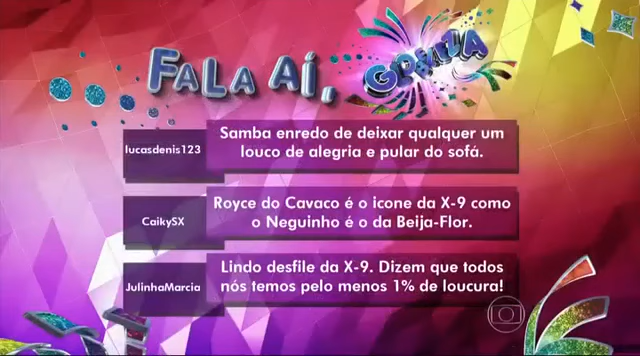 FALA AÍ,
lucasdenis123
Samba enredo de deixar qualquer um
louco de alegria e pular do sofá.
CaikySX
Royce do Cavaco é o icone da X-9 como
o Neguinho é o da Beija-Flor.
JulinhaMarcia
Lindo desfile da X-9. Dizem que todos
nós temos pelo menos 1% de loucura!